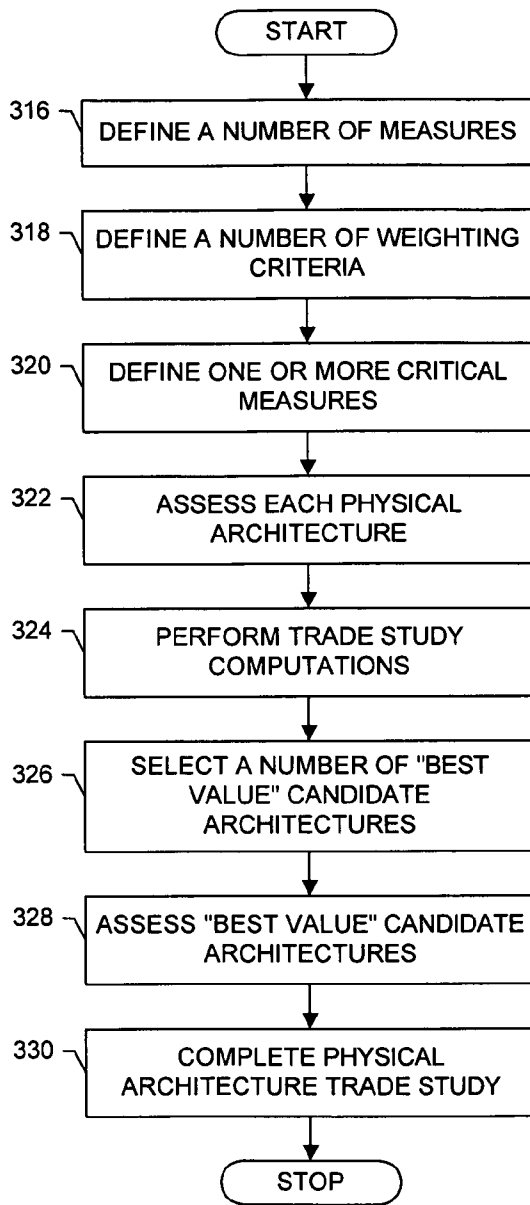 START
316
DEFINE A NUMBER OF MEASURES
318
DEFINE A NUMBER OF WEIGHTING
CRITERIA
320
DEFINE ONE OR MORE CRITICAL
MEASURES
322
ASSESS EACH PHYSICAL
ARCHITECTURE
324
PERFORM TRADE STUDY
COMPUTATIONS
326
SELECT A NUMBER OF "BEST
VALUE" CANDIDATE
ARCHITECTURES
328
ASSESS "BEST VALUE" CANDIDATE
ARCHITECTURES
330
COMPLETE PHYSICAL
ARCHITECTURE TRADE STUDY
STOP